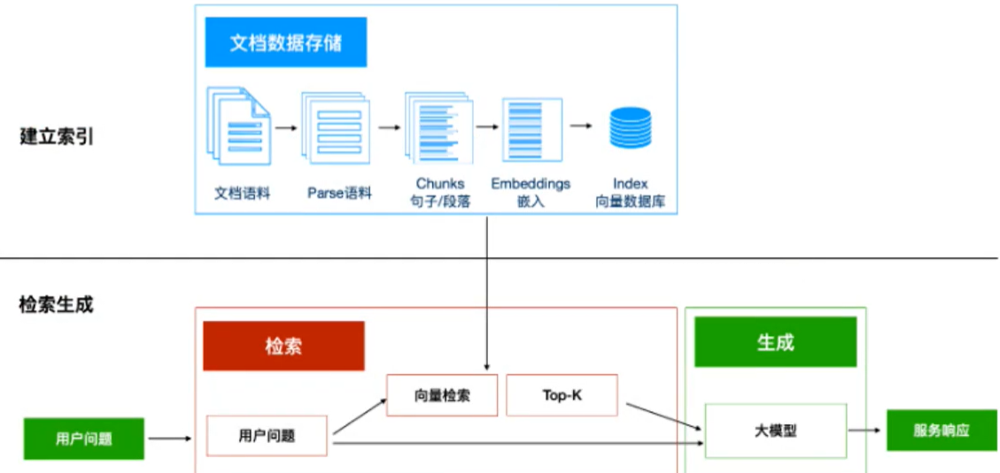 文档数据存储
建立索引
文档语料
Parse语料
Chunks
句子/段落
Embeddings
嵌入
Index
向量数据库
检索生成
检索
生成
向量检索
Top-K
用户问题
用户问题
大模型
服务响应